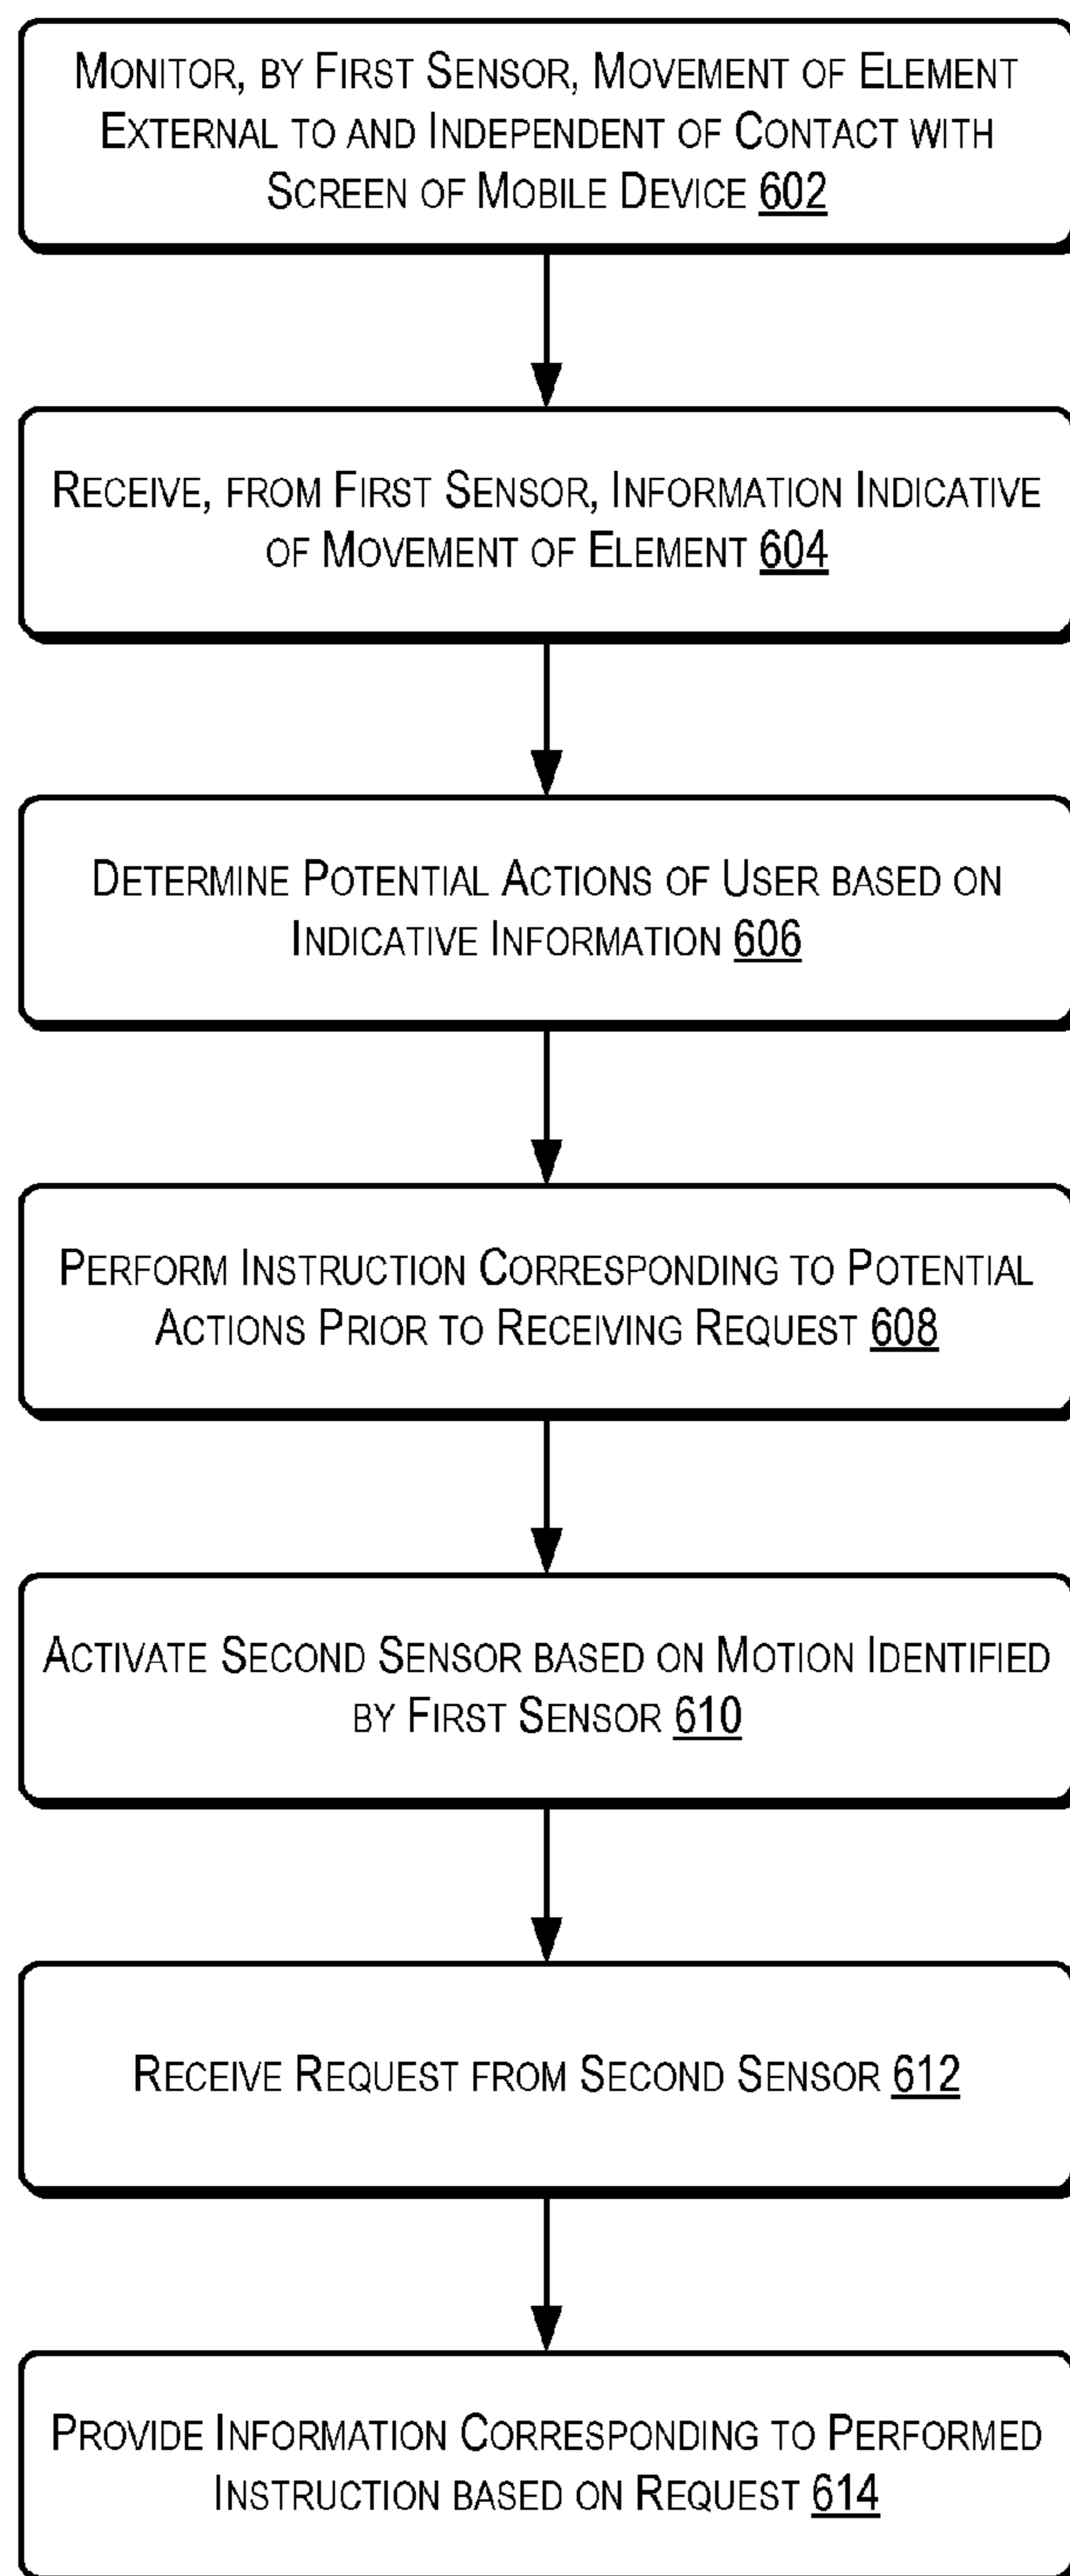 MONITOR, BY FIRST SENSOR, MOVEMENT OF ELEMENT
EXTERNAL TO AND INDEPENDENT OF CONTACT WITH
SCREEN OF MOBILE DEVICE 602
RECEIVE, FROM FIRST SENSOR, INFORMATION INDICATIVE
OF MOVEMENT OF ELEMENT 604
DETERMINE POTENTIAL ACTIONS OF USER BASED ON
INDICATIVE INFORMATION 606
PERFORM INSTRUCTION CORRESPONDING TO POTENTIAL
ACTIONS PRIOR TO RECEIVING REQUEST 608
ACTIVATE SECOND SENSOR BASED ON MOTION IDENTIFIED
BY FIRST SENSOR 610
RECEIVE REQUEST FROM SECOND SENSOR 612
PROVIDE INFORMATION CORRESPONDING TO PERFORMED
INSTRUCTION BASED ON REQUEST 614